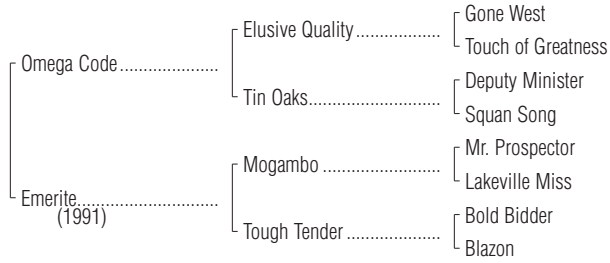 Gone West
Elusive Quality
Touch of Greatness
Omega Code
Deputy Minister
Tin Oaks
Squan Song
Mr. Prospector
Mogambo
Lakeville Miss
Emerite
(1991)
Bold Bidder
Tough Tender
Blazon